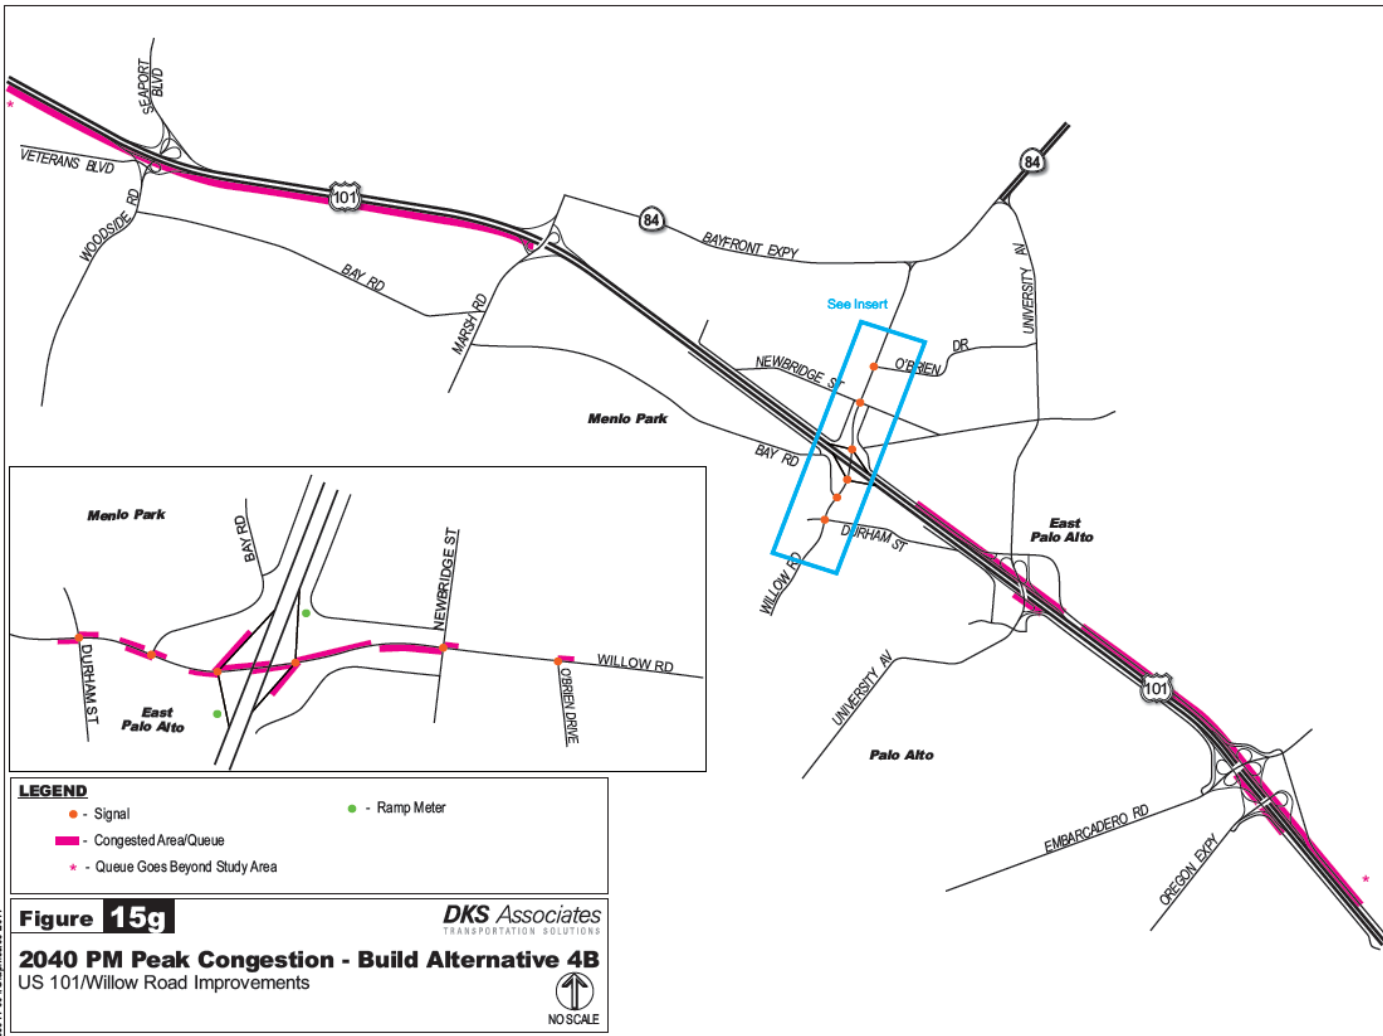 SEAPORT
BLVD
VETERANS BLVD
WOODSIDE RD
101
BAY RD
MARSH RD
84
BAYFRONT EXPY
84
UNIVERSITY AV
See Insert
NEWBRIDGE ST
O'BRIEN
DR
Menlo Park
BAY RD
DURHAM ST
WILLOW RD
East
Palo Alto
UNIVERSITY AV
101
Palo Alto
EMBARCADERO RD
OREGON EXPY
*
*
Menlo Park
BAY RD
NEWBRIDGE ST
DURHAM ST
East
Palo Alto
WILLOW RD
O'BRIEN DRIVE
LEGEND
- Signal
- Ramp Meter
- Congested Area/Queue
* - Queue Goes Beyond Study Area
Figure 15g
DKS Associates
TRANSPORTATION SOLUTIONS
2040 PM Peak Congestion - Build Alternative 4B
US 101/Willow Road Improvements
NO SCALE